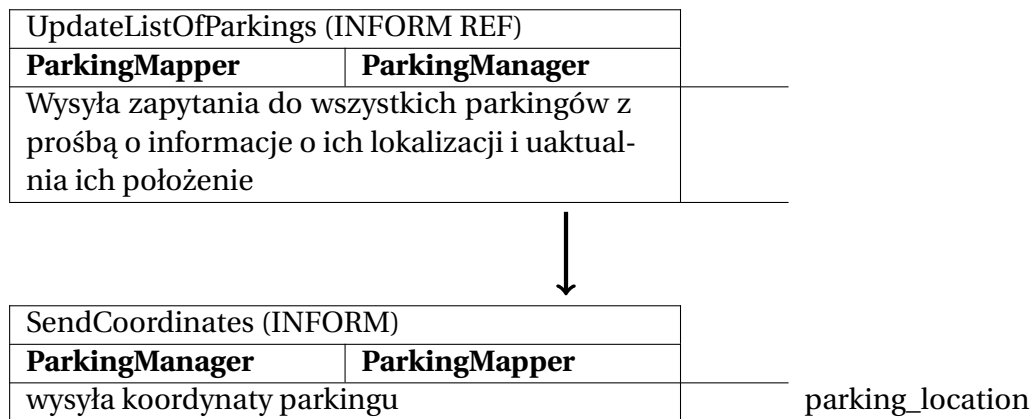 UpdateListOfParkings (INFORM REF)
ParkingMapper ParkingManager
Wysyła zapytania do wszystkich parkingów z
prośbą o informacje o ich lokalizacji i uaktual-
nia ich położenie
SendCoordinates (INFORM)
ParkingManager ParkingMapper
wysyła koordynaty parkingu parking_location